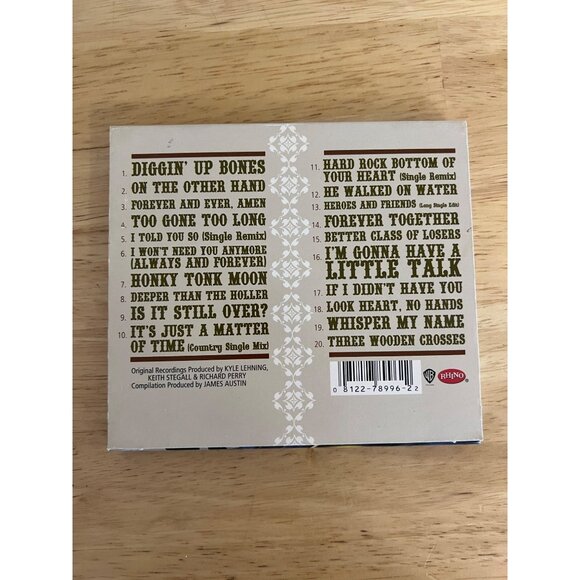 1. DIGGIN' UP BONES
2. ON THE OTHER HAND
3. FOREVER AND EVER, AMEN
4. TOO GONE TOO LONG
5. I TOLD YOU SO (Single Remix)
6. I WON'T NEED YOU ANYMORE
(ALWAYS AND FOREVER)
7. HONKY TONK MOON
8. DEEPER THAN THE HOLLER
9. IS IT STILL OVER?
10. IT'S JUST A MATTER
OF TIME (Country Single Mix)
Original Recordings Produced by KYLE LEHNING,
KEITH STEGALL & RICHARD PERRY
Compilation Produced by JAMES AUSTIN
11. HARD ROCK BOTTOM OF
YOUR HEART (Single Remix)
12. HE WALKED ON WATER
13. HEROES AND FRIENDS (Long Single Edit)
14. FOREVER TOGETHER
15. BETTER CLASS OF LOSERS
16. I'M GONNA HAVE A
LITTLE TALK
17. IF I DIDN'T HAVE YOU
18. LOOK HEART, NO HANDS
19. WHISPER MY NAME
20. THREE WOODEN CROSSES
0 8122-78996-2 2
WB
RHINO ®